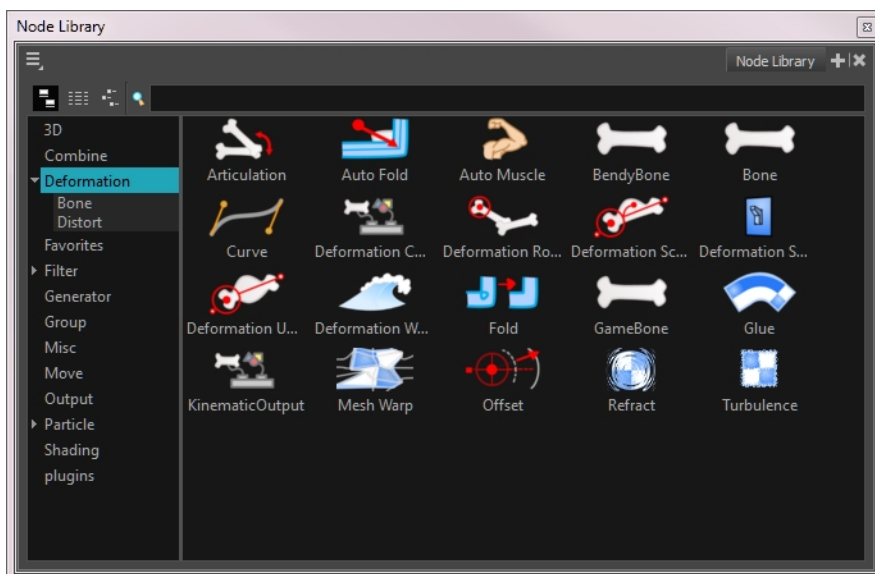 Node Library
Node Library
3D
Combine
Deformation
Bone
Distort
Favorites
Filter
Generator
Group
Misc
Move
Output
Particle
Shading
plugins
Articulation Auto Fold Auto Muscle BendyBone Bone
Curve Deformation C... Deformation Ro... Deformation Sc... Deformation S...
Deformation U... Deformation W... Fold GameBone Glue
KinematicOutput Mesh Warp Offset Refract Turbulence